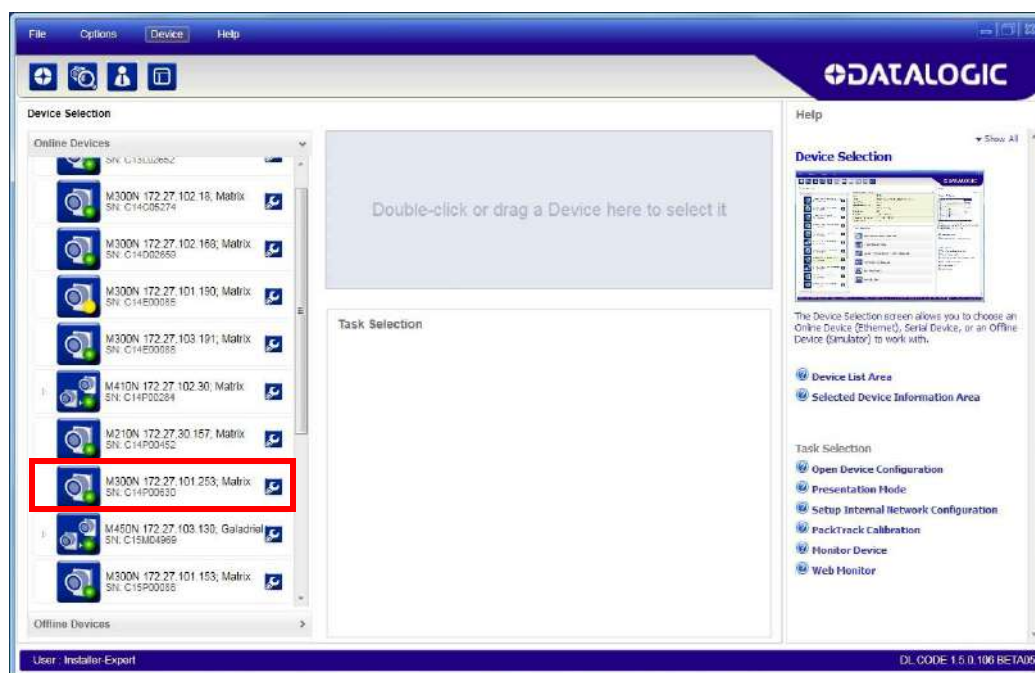 File Options Device Help
DATALOGIC
Device Selection
Online Devices
M300N 172.27.102.18; Matrix
SN: C14C05274
M300N 172.27.102.168; Matrix
SN: C14D02659
M300N 172.27.101.190; Matrix
SN: C14E00085
M300N 172.27.103.191; Matrix
SN: C14E00088
M410N 172.27.102.30; Matrix
SN: C14P00284
M210N 172.27.30.157; Matrix
SN: C14P00452
M300N 172.27.101.253; Matrix
SN: C14P00630
M450N 172.27.103.130; Galadriel
SN: C15M04969
M300N 172.27.101.153; Matrix
SN: C15P00088
Offline Devices
Double-click or drag a Device here to select it
Task Selection
Help
Show All
Device Selection
The Device Selection screen allows you to choose an
Online Device (Ethernet), Serial Device, or an Offline
Device (Simulator) to work with.
Device List Area
Selected Device Information Area
Task Selection
Open Device Configuration
Presentation Mode
Setup Internal Network Configuration
PackTrack Calibration
Monitor Device
Web Monitor
User : Installer-Expert
DL.CODE 1.5.0.106 BETA05